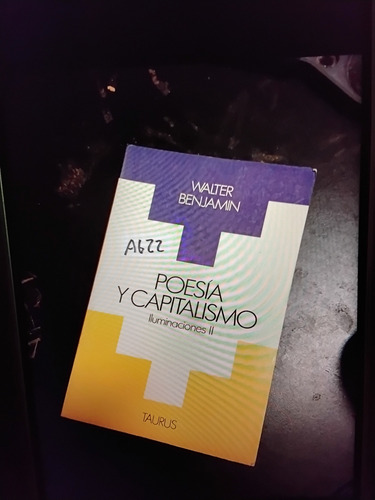 WALTER
BENJAMIN
A622
POESÍA
Y CAPITALISMO
Iluminaciones II
TAURUS